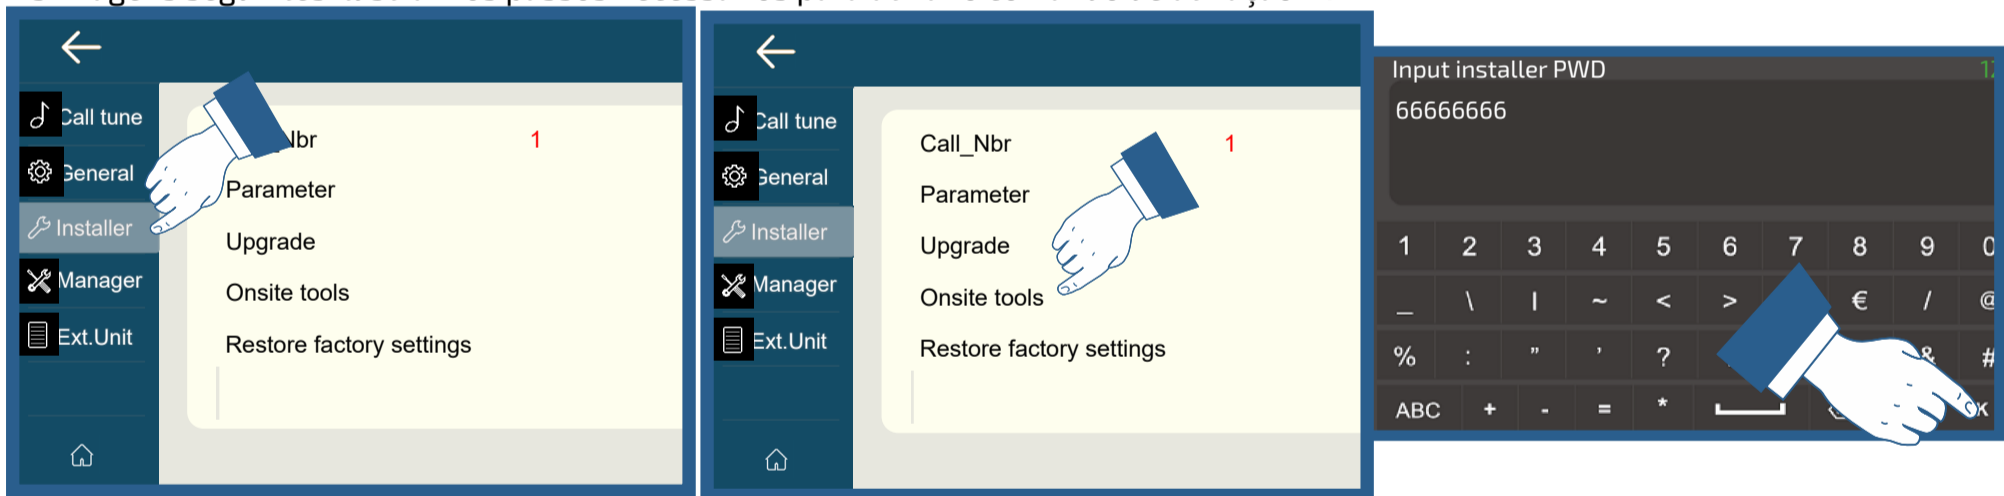 Call tune
Nbr 1
General
Parameter
Installer
Upgrade
Manager
Onsite tools
Ext.Unit
Restore factory settings
Call tune
Call_Nbr 1
General
Parameter
Installer
Upgrade
Manager
Onsite tools
Ext.Unit
Restore factory settings
Input installer PWD
66666666
1 2 3 4 5 6 7 8 9 0
_ \ | ~ < > € / @
% : " ' ? & #
ABC + - = *